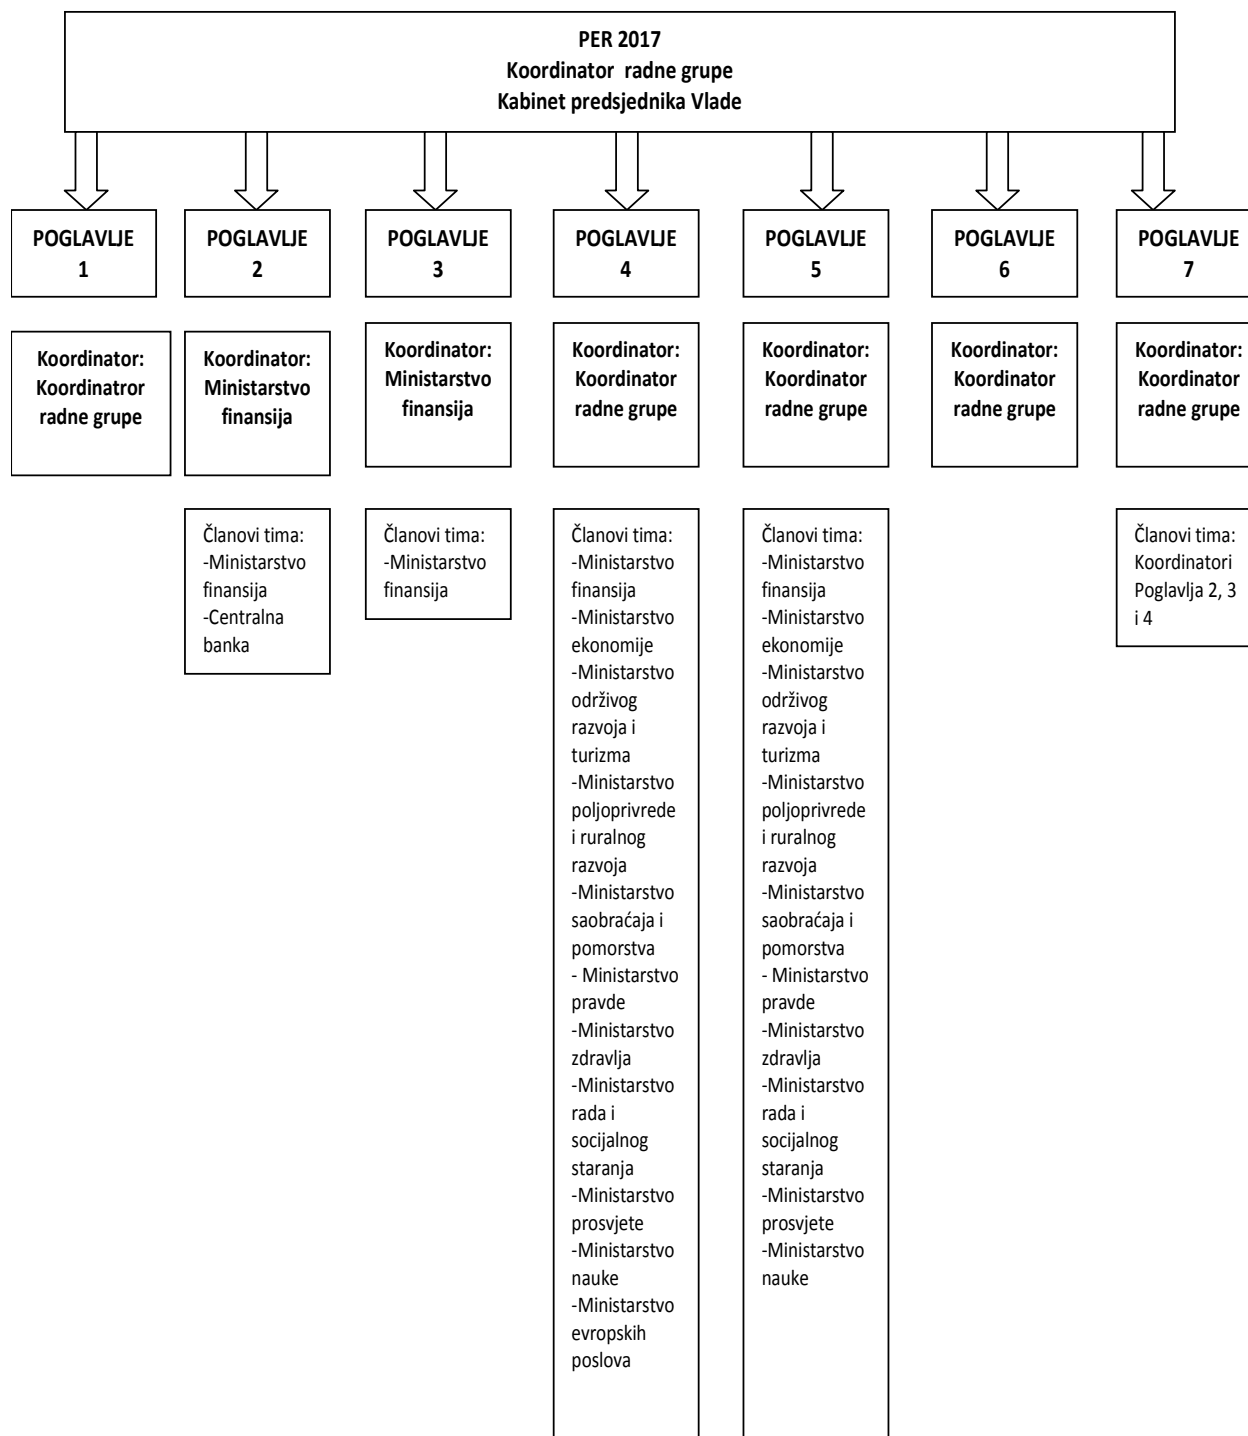 PER 2017
Koordinator radne grupe
Kabinet predsjednika Vlade
POGLAVLJE
1
POGLAVLJE
2
POGLAVLJE
3
POGLAVLJE
4
POGLAVLJE
5
POGLAVLJE
6
POGLAVLJE
7
Koordinator:
Koordinatror
radne grupe
Koordinator:
Ministarstvo
finansija
Koordinator:
Ministarstvo
finansija
Koordinator:
Koordinator
radne grupe
Koordinator:
Koordinator
radne grupe
Koordinator:
Koordinator
radne grupe
Koordinator:
Koordinator
radne grupe
Članovi tima:
-Ministarstvo
finansija
-Centralna
banka
Članovi tima:
-Ministarstvo
finansija
Članovi tima:
-Ministarstvo
finansija
-Ministarstvo
ekonomije
-Ministarstvo
održivog
razvoja i
turizma
-Ministarstvo
poljoprivrede
i ruralnog
razvoja
-Ministarstvo
saobraćaja i
pomorstva
- Ministarstvo
pravde
-Ministarstvo
zdravlja
-Ministarstvo
rada i
socijalnog
staranja
-Ministarstvo
prosvjete
-Ministarstvo
nauke
-Ministarstvo
evropskih
poslova
Članovi tima:
-Ministarstvo
finansija
-Ministarstvo
ekonomije
-Ministarstvo
održivog
razvoja i
turizma
-Ministarstvo
poljoprivrede
i ruralnog
razvoja
-Ministarstvo
saobraćaja i
pomorstva
- Ministarstvo
pravde
-Ministarstvo
zdravlja
-Ministarstvo
rada i
socijalnog
staranja
-Ministarstvo
prosvjete
-Ministarstvo
nauke
Članovi tima:
Koordinatori
Poglavlja 2, 3
i 4